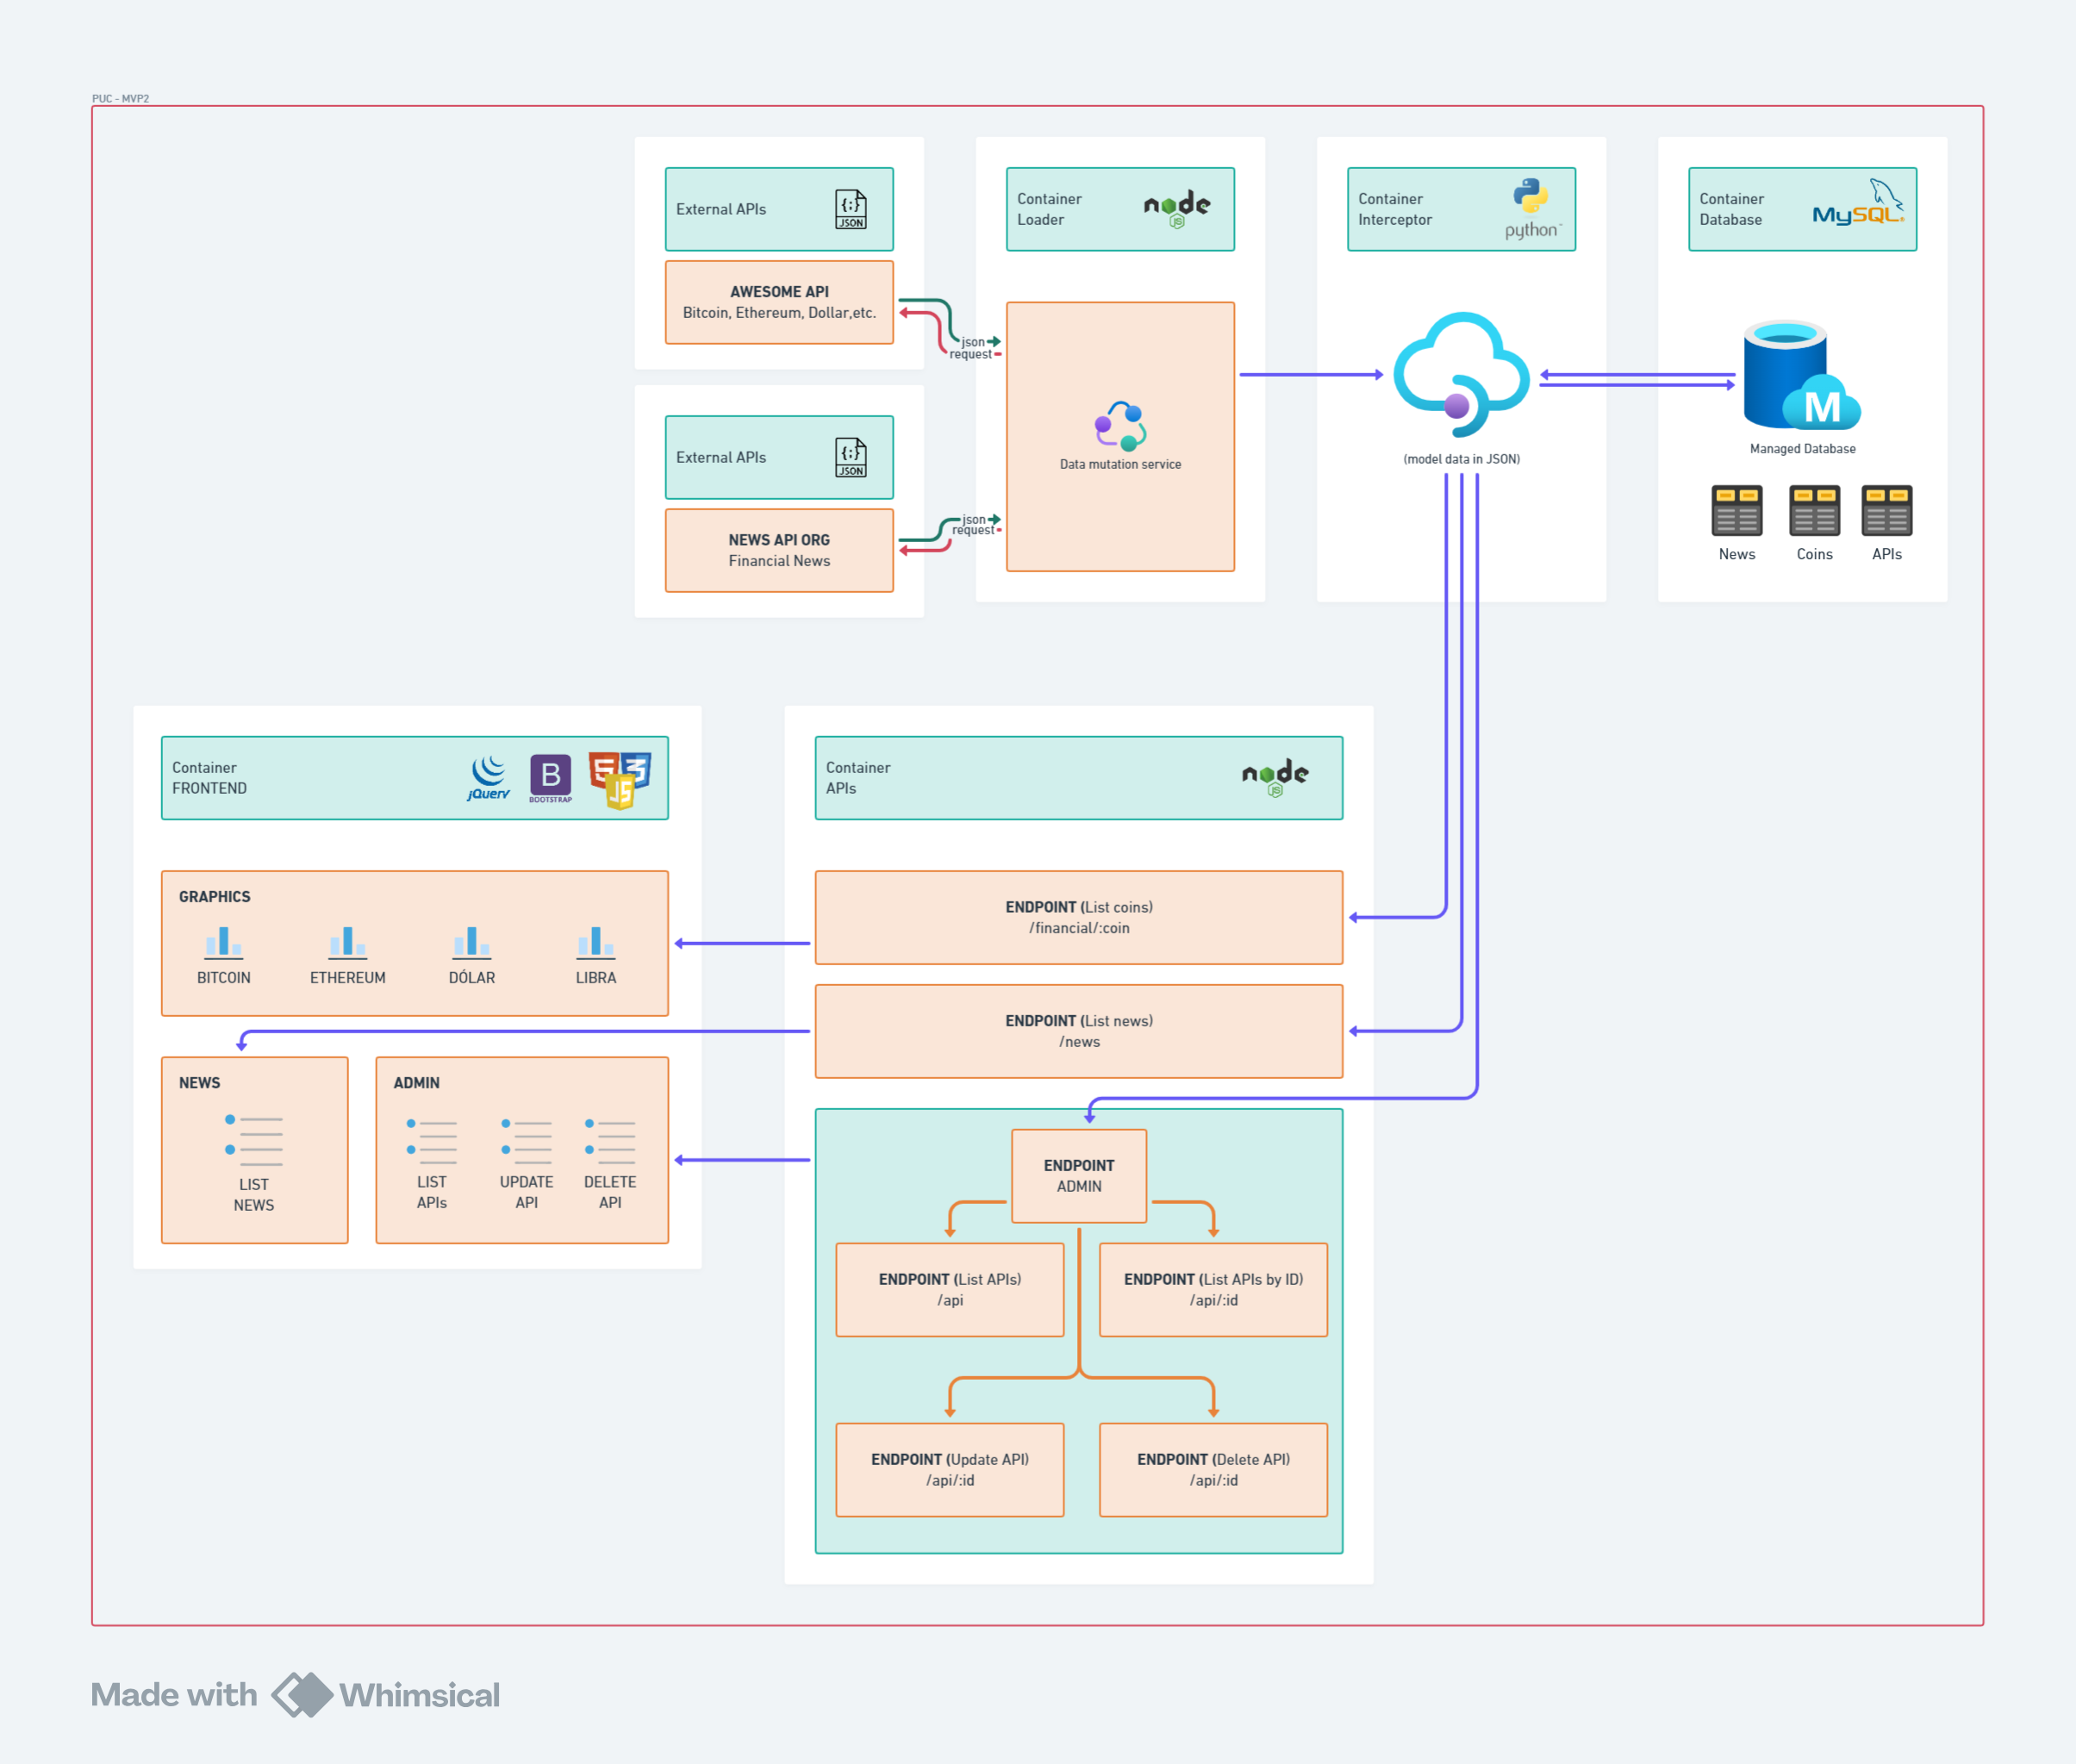 PUC - MVP2
External APIs
{;}
JSON
AWESOME API
Bitcoin, Ethereum, Dollar,etc.
json
request
External APIs
{;}
JSON
NEWS API ORG
Financial News
json
request
Container
Loader
node
JS
Data mutation service
Container
Interceptor
python
(model data in JSON)
Container
Database
MySQL
M
Managed Database
News
Coins
APIs
Container
FRONTEND
jQuery
B
BOOTSTRAP
5
3
JS
GRAPHICS
BITCOIN
ETHEREUM
DÓLAR
LIBRA
NEWS
LIST
NEWS
ADMIN
LIST
APIs
UPDATE
API
DELETE
API
Container
APIs
node
JS
ENDPOINT (List coins)
/financial/:coin
ENDPOINT (List news)
/news
ENDPOINT
ADMIN
ENDPOINT (List APIs)
/api
ENDPOINT (List APIs by ID)
/api/:id
ENDPOINT (Update API)
/api/:id
ENDPOINT (Delete API)
/api/:id
Made with Whimsical